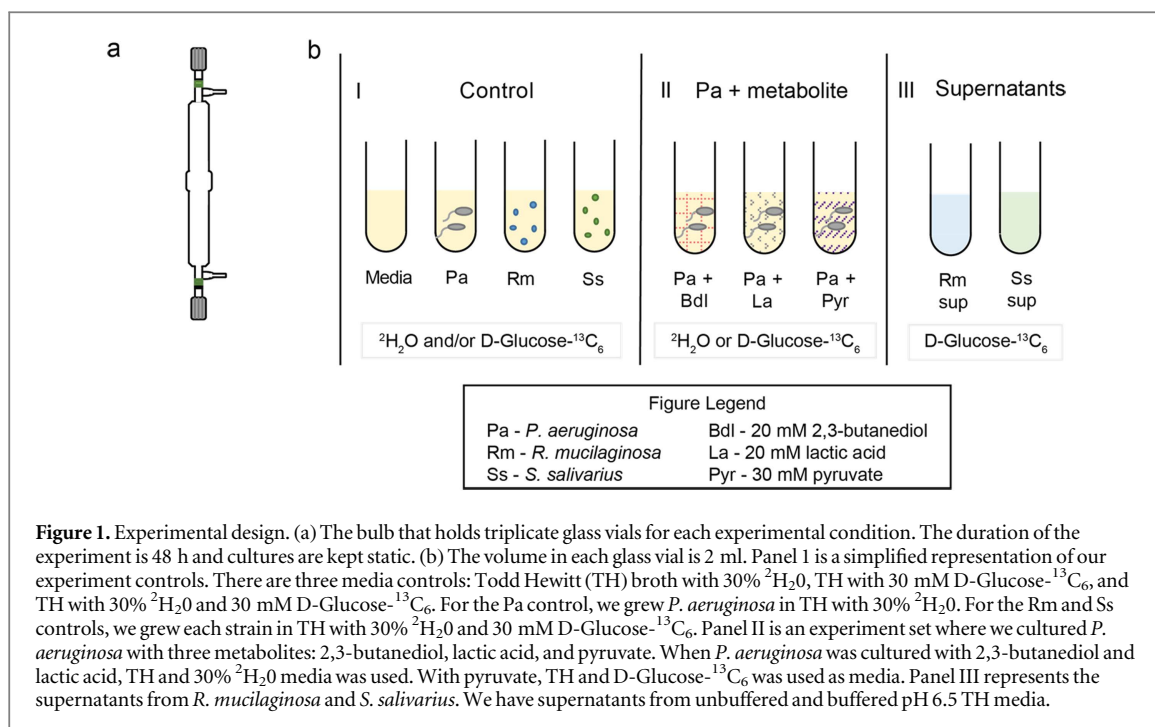 a
b
I Control
II Pa + metabolite
III Supernatants
Media Pa Rm Ss
Pa + Bdl
Pa + La
Pa + Pyr
Rm sup
Ss sup
²H₂O and/or D-Glucose-¹³C₆
²H₂O or D-Glucose-¹³C₆
D-Glucose-¹³C₆
Figure Legend
Pa - P. aeruginosa Bdl - 20 mM 2,3-butanediol
Rm - R. mucilaginosa La - 20 mM lactic acid
Ss - S. salivarius Pyr - 30 mM pyruvate
Figure 1. Experimental design. (a) The bulb that holds triplicate glass vials for each experimental condition. The duration of the
experiment is 48 h and cultures are kept static. (b) The volume in each glass vial is 2 ml. Panel 1 is a simplified representation of our
experiment controls. There are three media controls: Todd Hewitt (TH) broth with 30% ²H₂0, TH with 30 mM D-Glucose-¹³C₆, and
TH with 30% ²H₂0 and 30 mM D-Glucose-¹³C₆. For the Pa control, we grew P. aeruginosa in TH with 30% ²H₂0. For the Rm and Ss
controls, we grew each strain in TH with 30% ²H₂0 and 30 mM D-Glucose-¹³C₆. Panel II is an experiment set where we cultured P.
aeruginosa with three metabolites: 2,3-butanediol, lactic acid, and pyruvate. When P. aeruginosa was cultured with 2,3-butanediol and
lactic acid, TH and 30% ²H₂0 media was used. With pyruvate, TH and D-Glucose-¹³C₆ was used as media. Panel III represents the
supernatants from R. mucilaginosa and S. salivarius. We have supernatants from unbuffered and buffered pH 6.5 TH media.